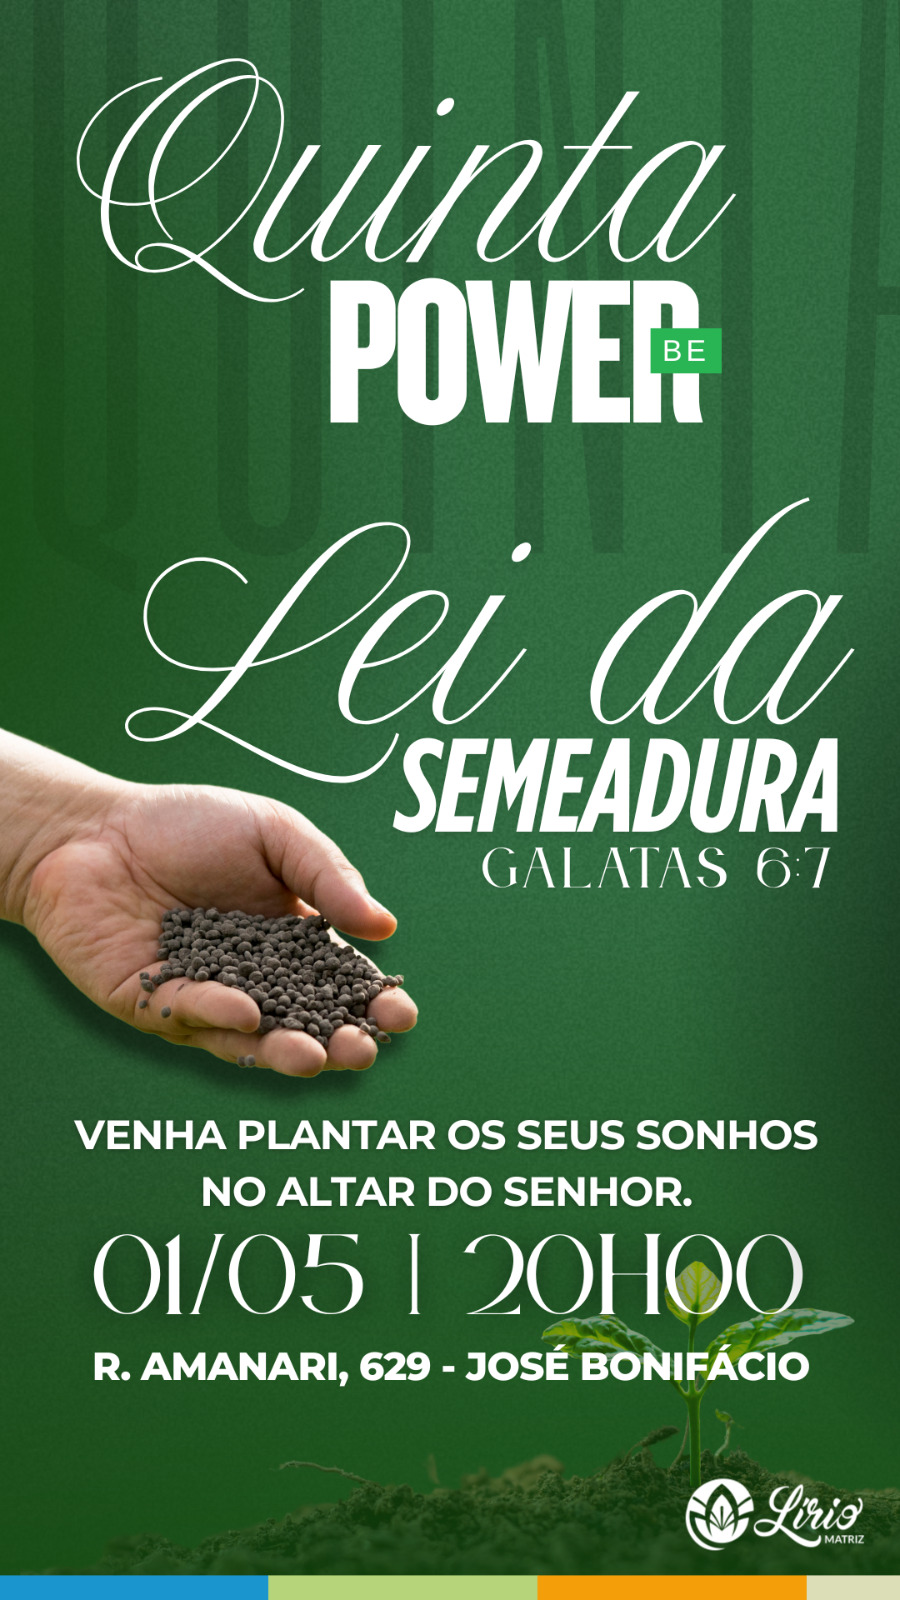 Quinta
POWER
BE
Lei da
SEMEADURA
GALATAS 6:7
VENHA PLANTAR OS SEUS SONHOS
NO ALTAR DO SENHOR.
01/05 | 20H00
R. AMANARI, 629 - JOSÉ BONIFÁCIO
Lírio
MATRIZ